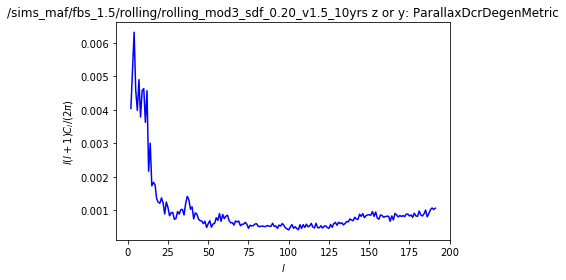 /sims_maf/fbs_1.5/rolling/rolling_mod3_sdf_0.20_v1.5_10yrs z or y: ParallaxDcrDegenMetric
0.006
0.005
0.004
0.003
0.002
0.001
l(l + 1)Cₗ/(2π)
0 25 50 75 100 125 150 175 200
l